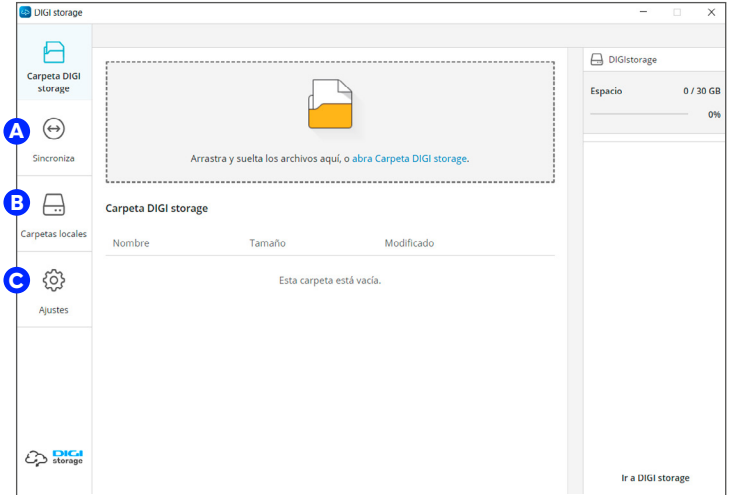 DIGI storage
Carpeta DIGI
storage
A
Sincroniza
B
Carpetas locales
C
Ajustes
DIGI
storage
Arrastra y suelta los archivos aquí, o abra Carpeta DIGI storage.
Carpeta DIGI storage
Nombre Tamaño Modificado
Esta carpeta está vacía.
DIGIstorage
Espacio 0 / 30 GB
0%
Ir a DIGI storage